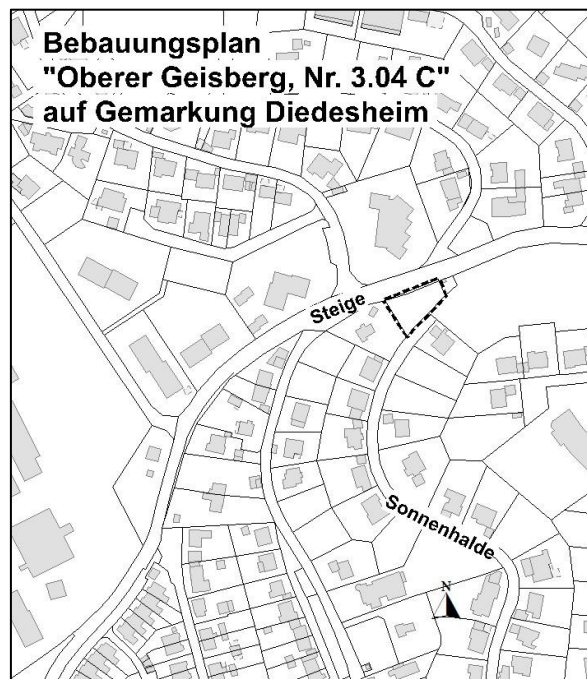 Bebauungsplan
"Oberer Geisberg, Nr. 3.04 C"
auf Gemarkung Diedesheim
Steige
Sonnenhalde
N